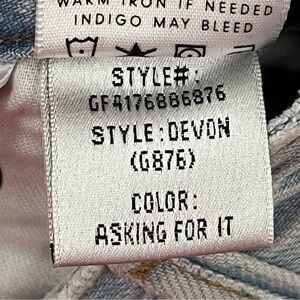 WARM IRON IF NEEDED
INDIGO MAY BLEED
STYLE#:
GF4176886876
STYLE:DEVON
(G876)
COLOR:
ASKING FOR IT